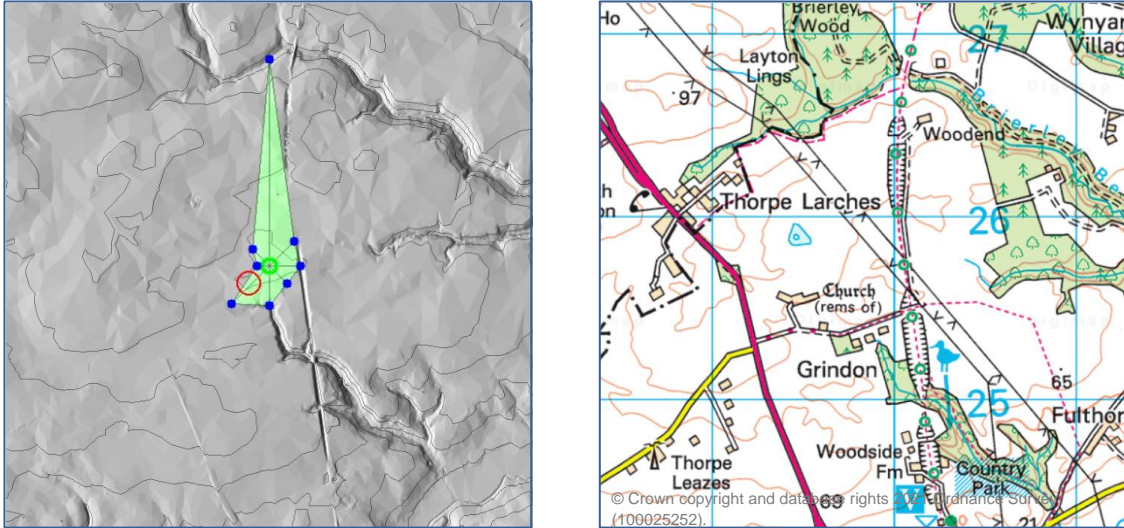 Ho
Brierley
Wood
27
Wynyar
Villag
Layton
Lings
97
Brierle
Be
Woodend
h
on
Thorpe Larches
26
Church
(rems of)
Grindon
65
25
Fulthor
Woodside
Fm
Thorpe
Leazes
Country
Park
69
V
21
© Crown copyright and database rights Ordnance Survey
(100025252).